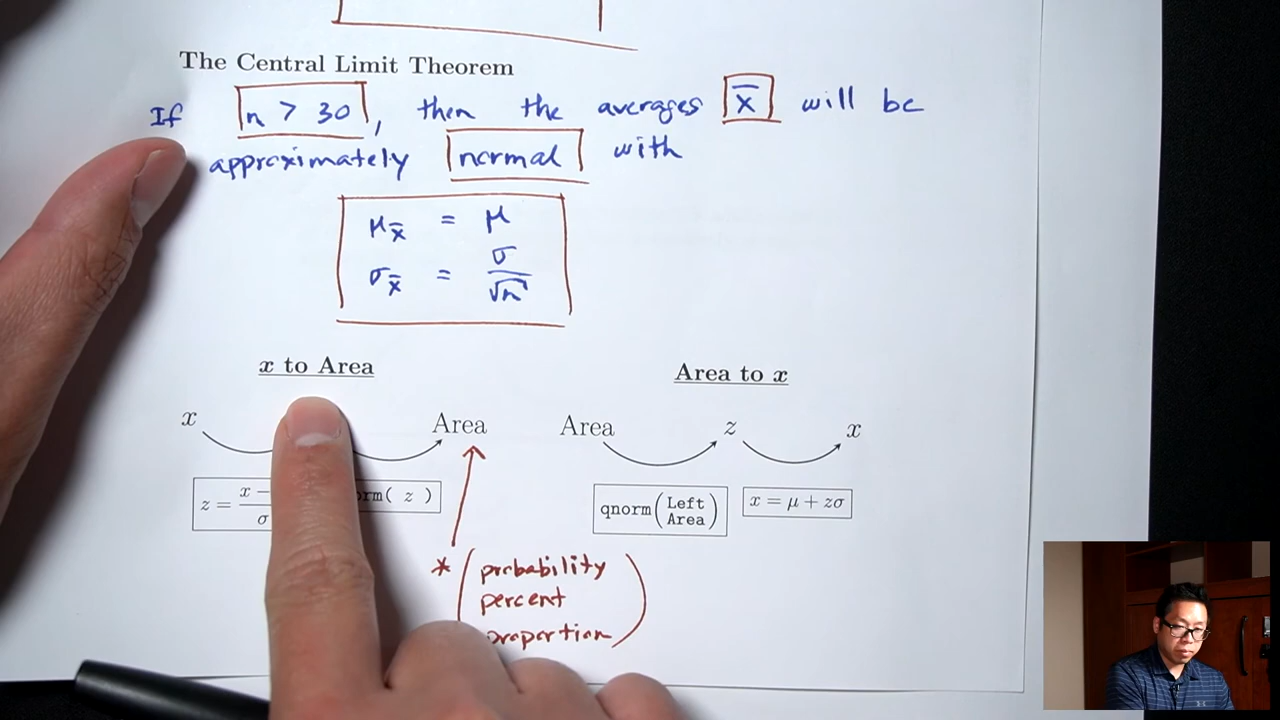 The Central Limit Theorem
If n > 30, then the averages x̄ will be
approximately normal with
μx̄ = μ
σx̄ = σ/√n
x to Area
Area to x
x Area
Area z x
z = x − / σ
( z )
qnorm(Left Area)
x = μ + zσ
* (probability
percent
proportion)